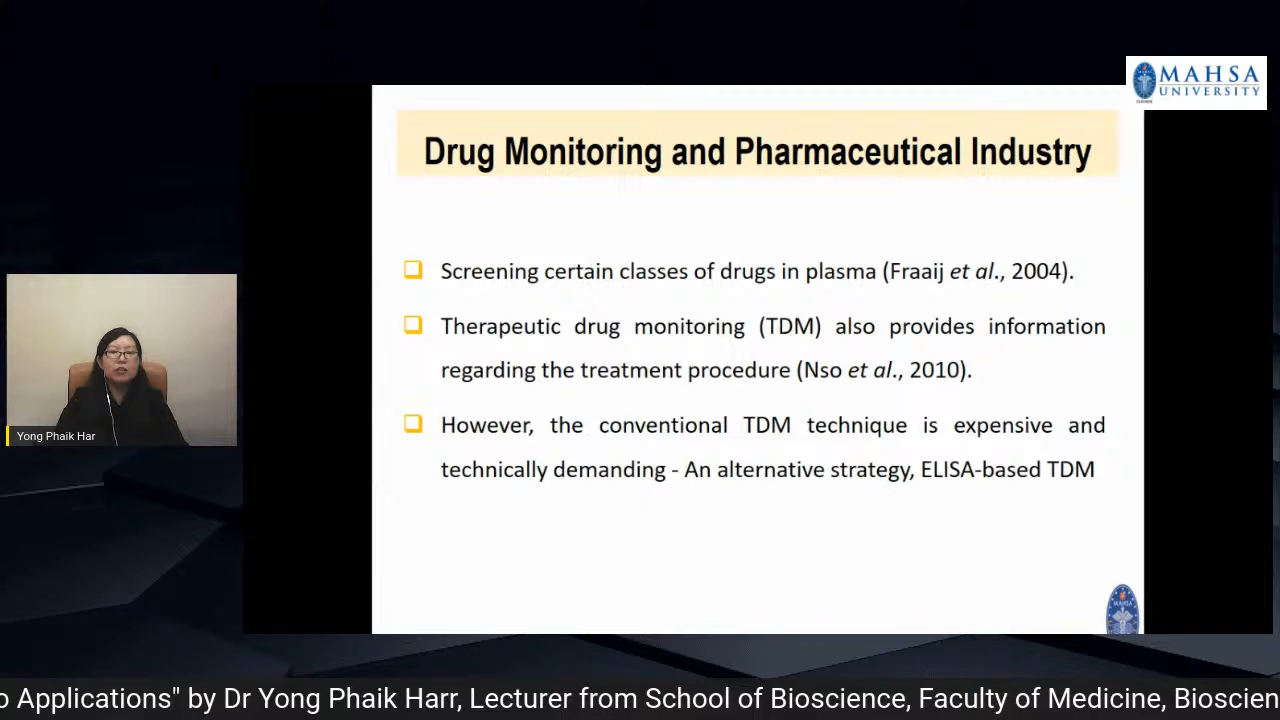 MAHSA
UNIVERSITY
Drug Monitoring and Pharmaceutical Industry
Screening certain classes of drugs in plasma (Fraaij et al., 2004).
Therapeutic drug monitoring (TDM) also provides information
regarding the treatment procedure (Nso et al., 2010).
However, the conventional TDM technique is expensive and
technically demanding - An alternative strategy, ELISA-based TDM
Yong Phaik Har
MAHSA
o Applications" by Dr Yong Phaik Harr, Lecturer from School of Bioscience, Faculty of Medicine, Bioscien